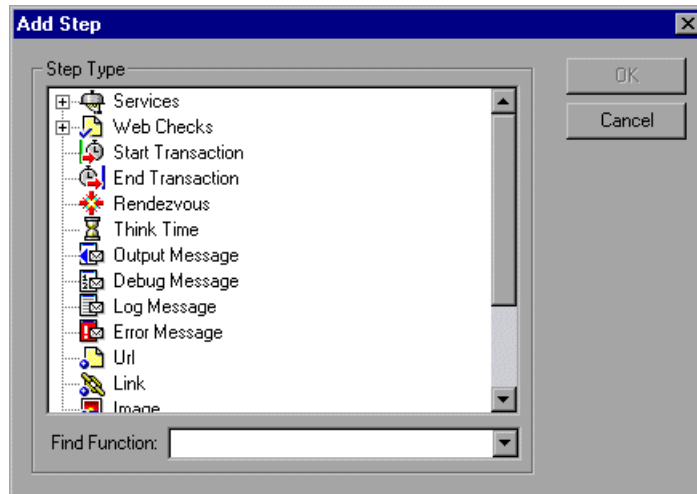 Add Step
Step Type
OK
Cancel
Services
Web Checks
Start Transaction
End Transaction
Rendezvous
Think Time
Output Message
Debug Message
Log Message
Error Message
Url
Link
Image
Find Function: